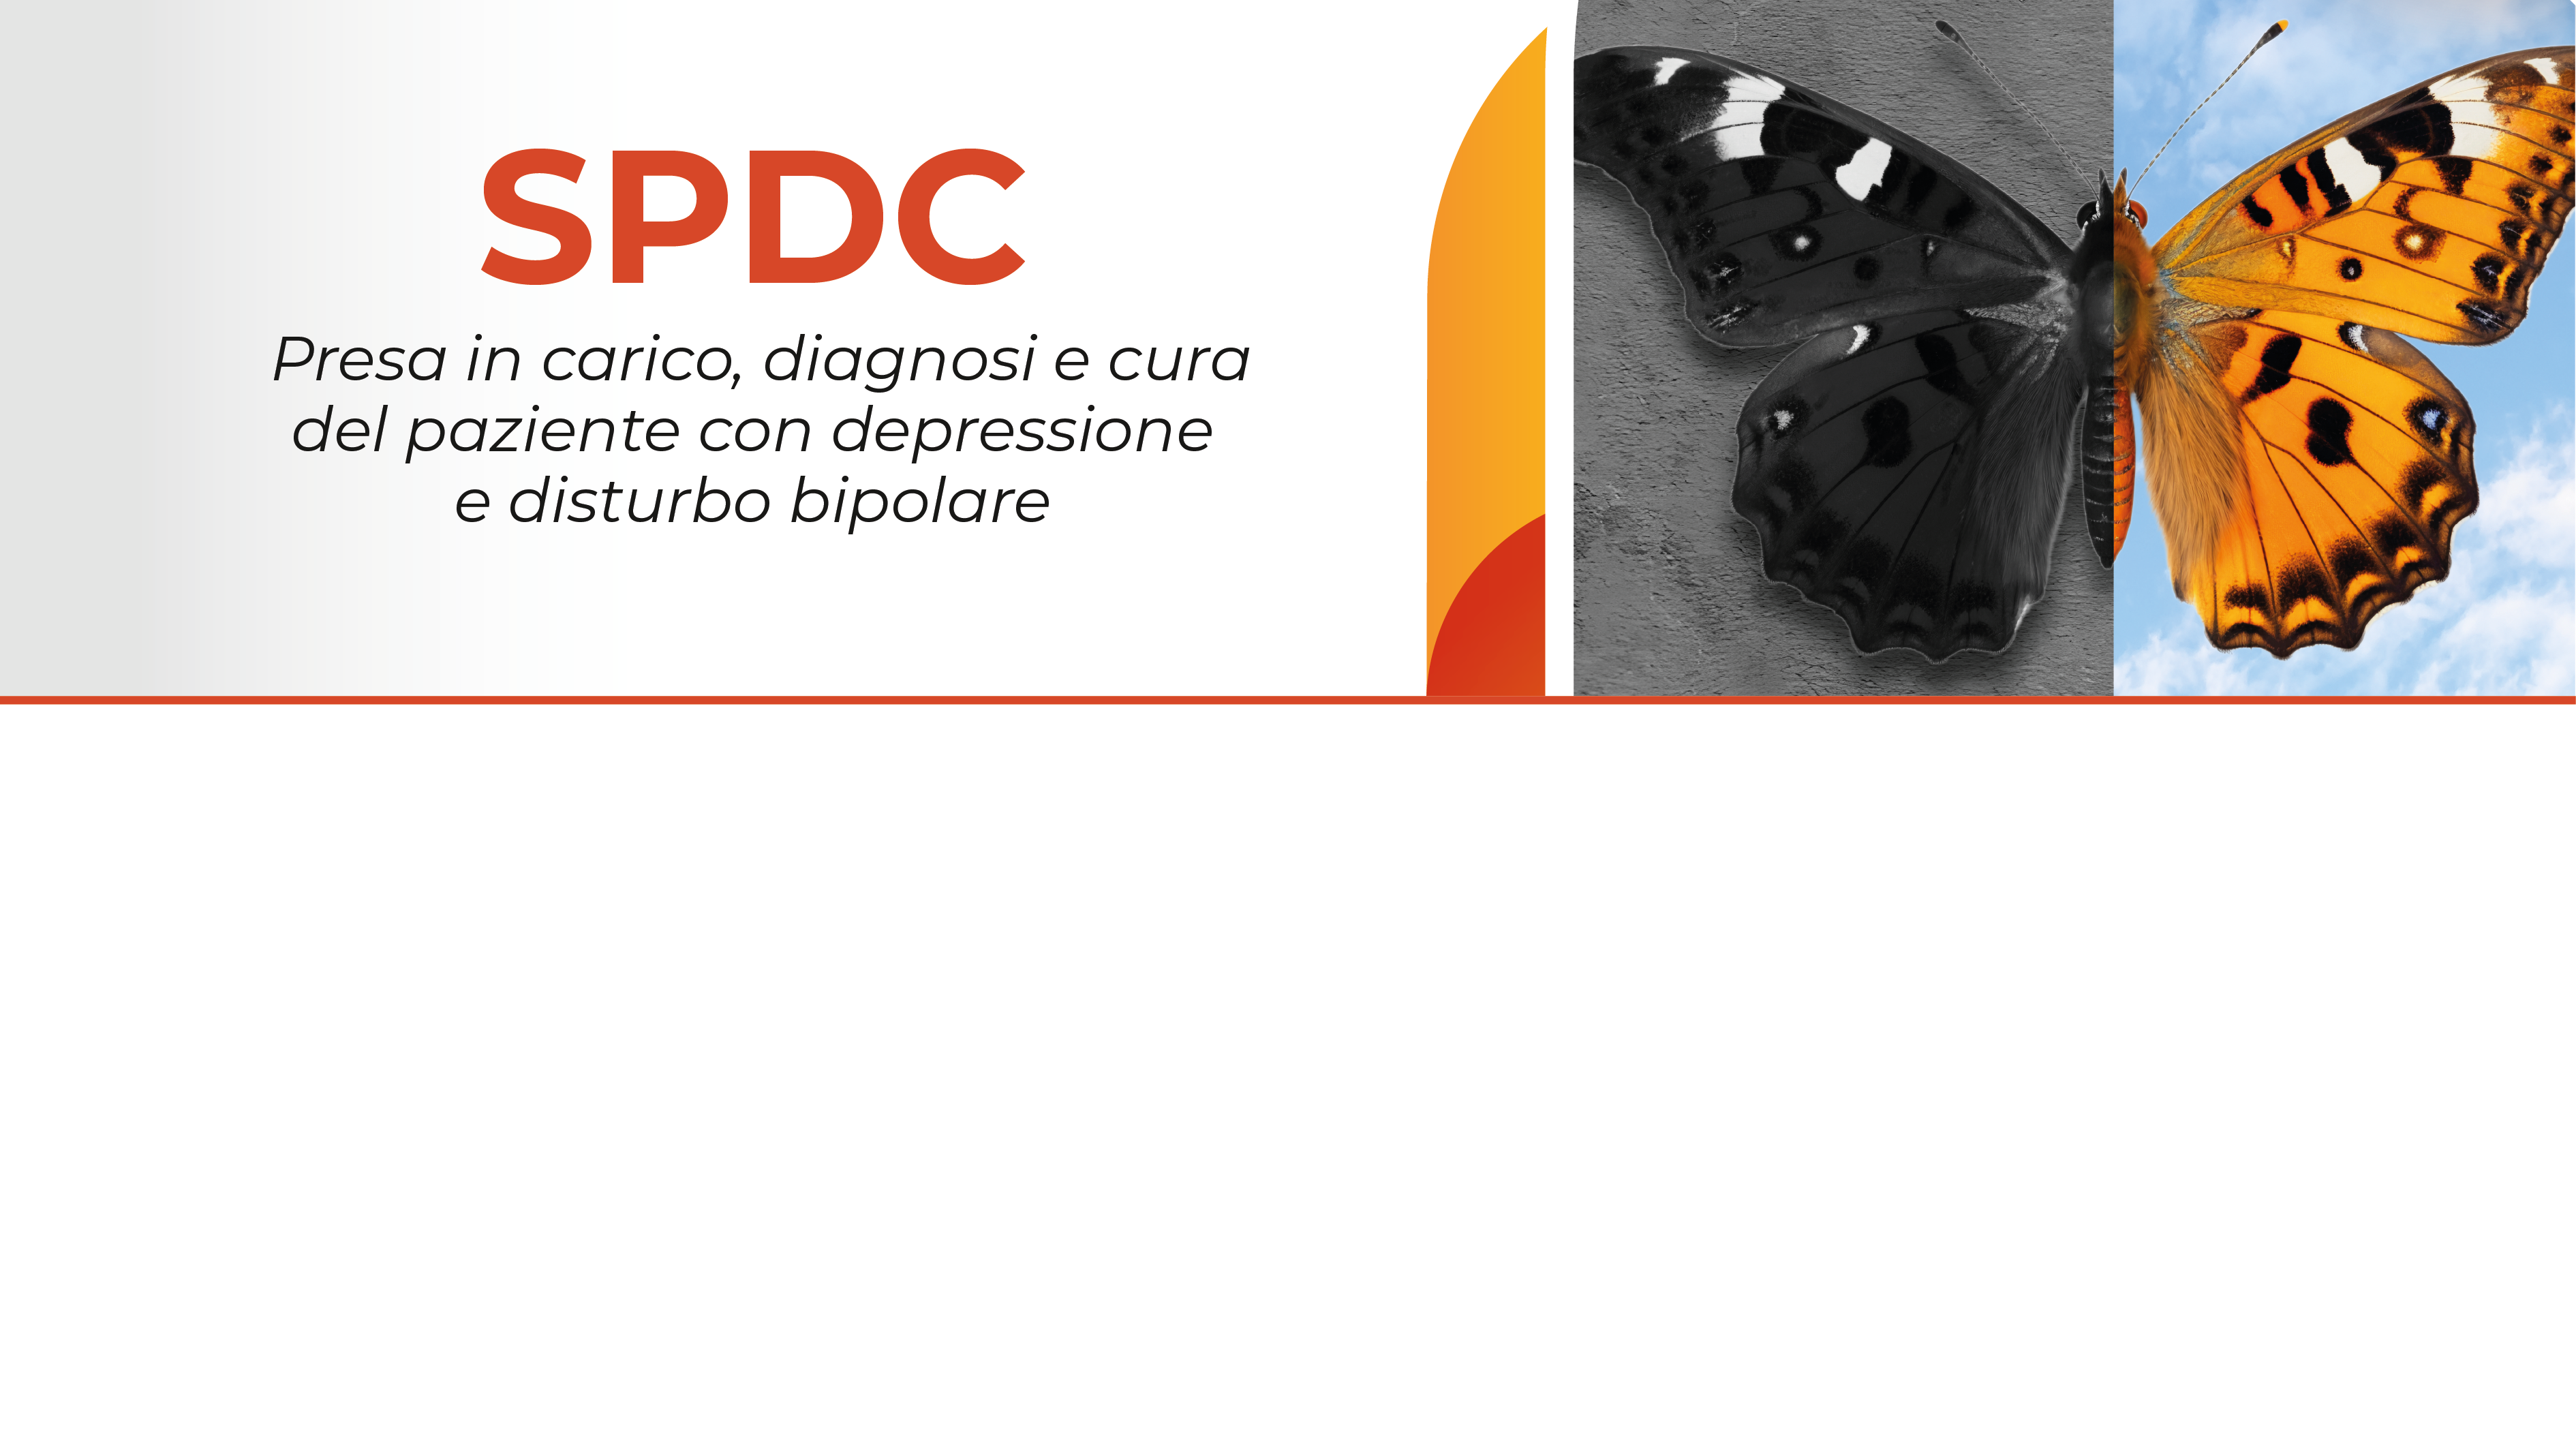 SPDC
Presa in carico, diagnosi e cura
del paziente con depressione
e disturbo bipolare